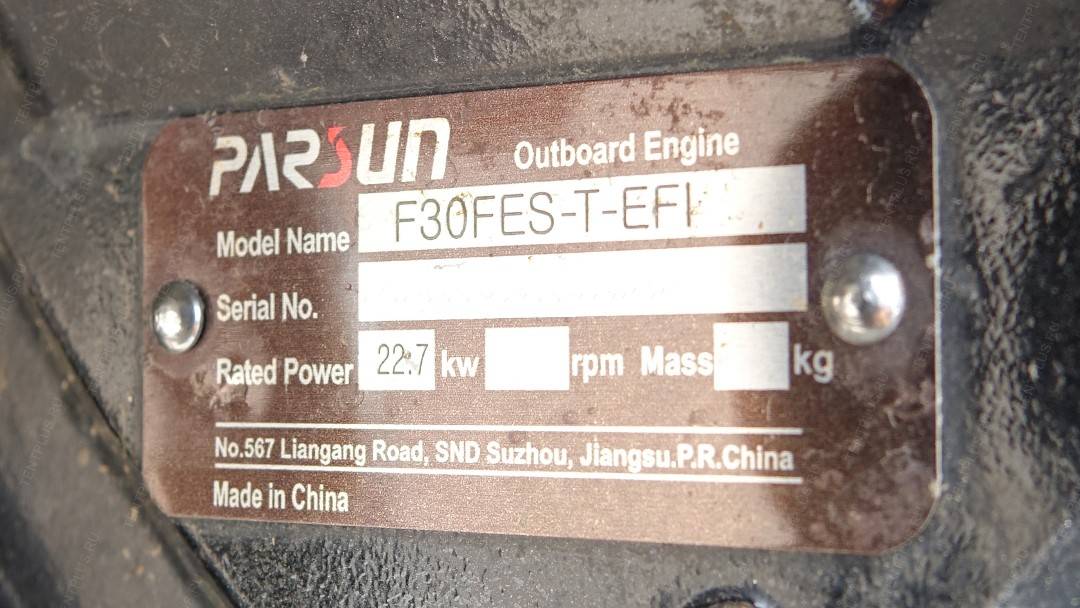 PARSUN Outboard Engine
Model Name F30FES-T-EFI
Serial No.
Rated Power 22.7 kw rpm Mass kg
No.567 Liangang Road, SND Suzhou, Jiangsu.P.R.China
Made in China